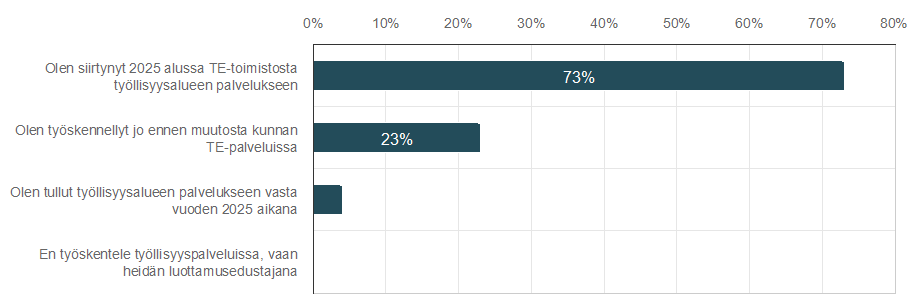 0% 10% 20% 30% 40% 50% 60% 70% 80%
Olen siirtynyt 2025 alussa TE-toimistosta
työllisyysalueen palvelukseen
73%
Olen työskennellyt jo ennen muutosta kunnan
TE-palveluissa
23%
Olen tullut työllisyysalueen palvelukseen vasta
vuoden 2025 aikana
En työskentele työllisyyspalveluissa, vaan
heidän luottamusedustajana